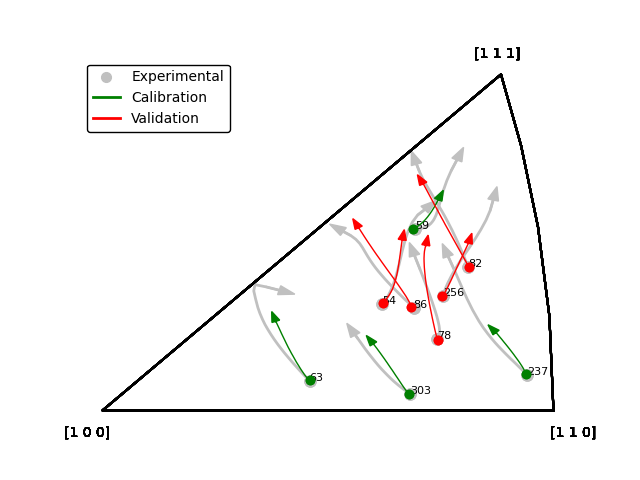 [1 1 1]
Experimental
Calibration
Validation
59
82
256
54
86
78
237
63
303
[1 0 0]
[1 1 0]